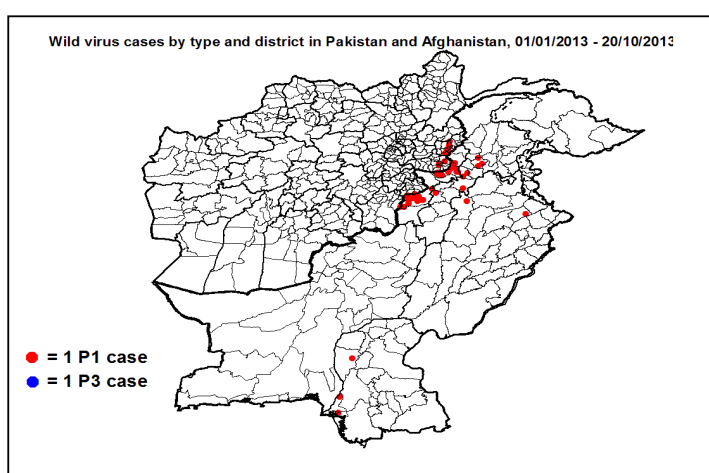 Wild virus cases by type and district in Pakistan and Afghanistan, 01/01/2013 - 20/10/2013
= 1 P1 case
= 1 P3 case